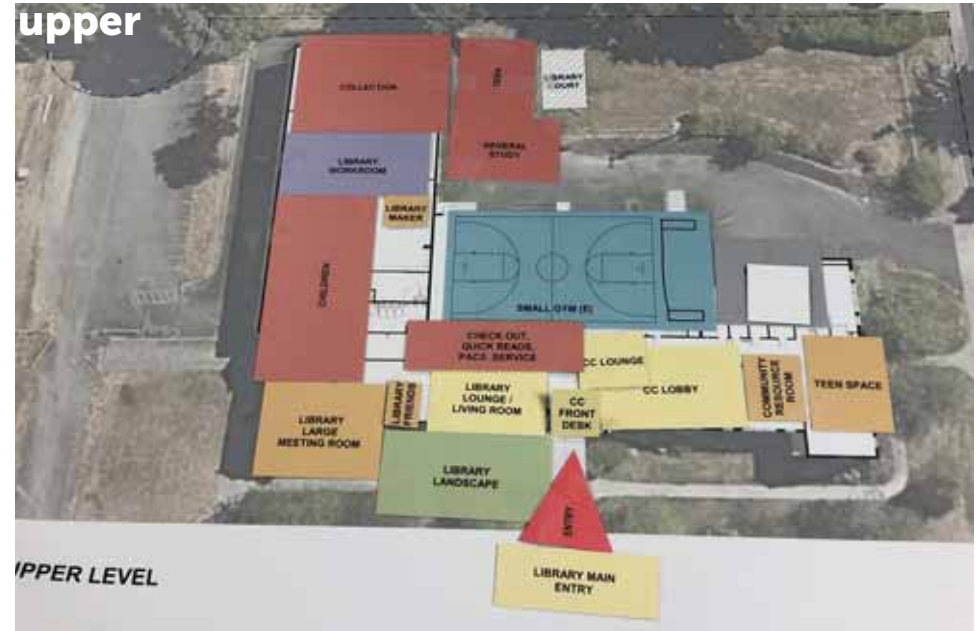 upper
COLLECTION
TEEN
LIBRARY
COURT
GENERAL
STUDY
LIBRARY
WORKROOM
LIBRARY
MAKER
CHILDREN
SMALL GYM (E)
CHECK OUT,
QUICK READS,
PACS, SERVICE
CC LOUNGE
CC LOBBY
COMMUNITY
RESOURCE
ROOM
TEEN SPACE
LIBRARY
LARGE
MEETING ROOM
LIBRARY
FRIENDS
LIBRARY
LOUNGE /
LIVING ROOM
CC
FRONT
DESK
LIBRARY
LANDSCAPE
ENTRY
LIBRARY MAIN
ENTRY
UPPER LEVEL